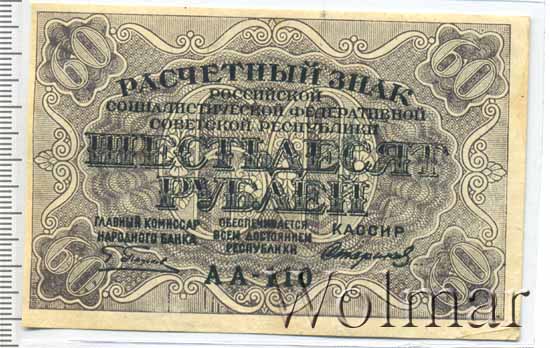 60 60
РАСЧЕТНЫЙ ЗНАК
РОССИЙСКОЙ
СОЦИАЛИСТИЧЕСКОЙ ФЕДЕРАТИВНОЙ
СОВЕТСКОЙ РЕСПУБЛИКИ
ШЕСТЬДЕСЯТ
РУБЛЕЙ
ГЛАВНЫЙ КОМИССАР
НАРОДНОГО БАНКА
ОБЕСПЕЧИВАЕТСЯ
ВСЕМ ДОСТОЯНИЕМ
РЕСПУБЛИКИ
КАССИР
60 60
АА-110
Wolmar